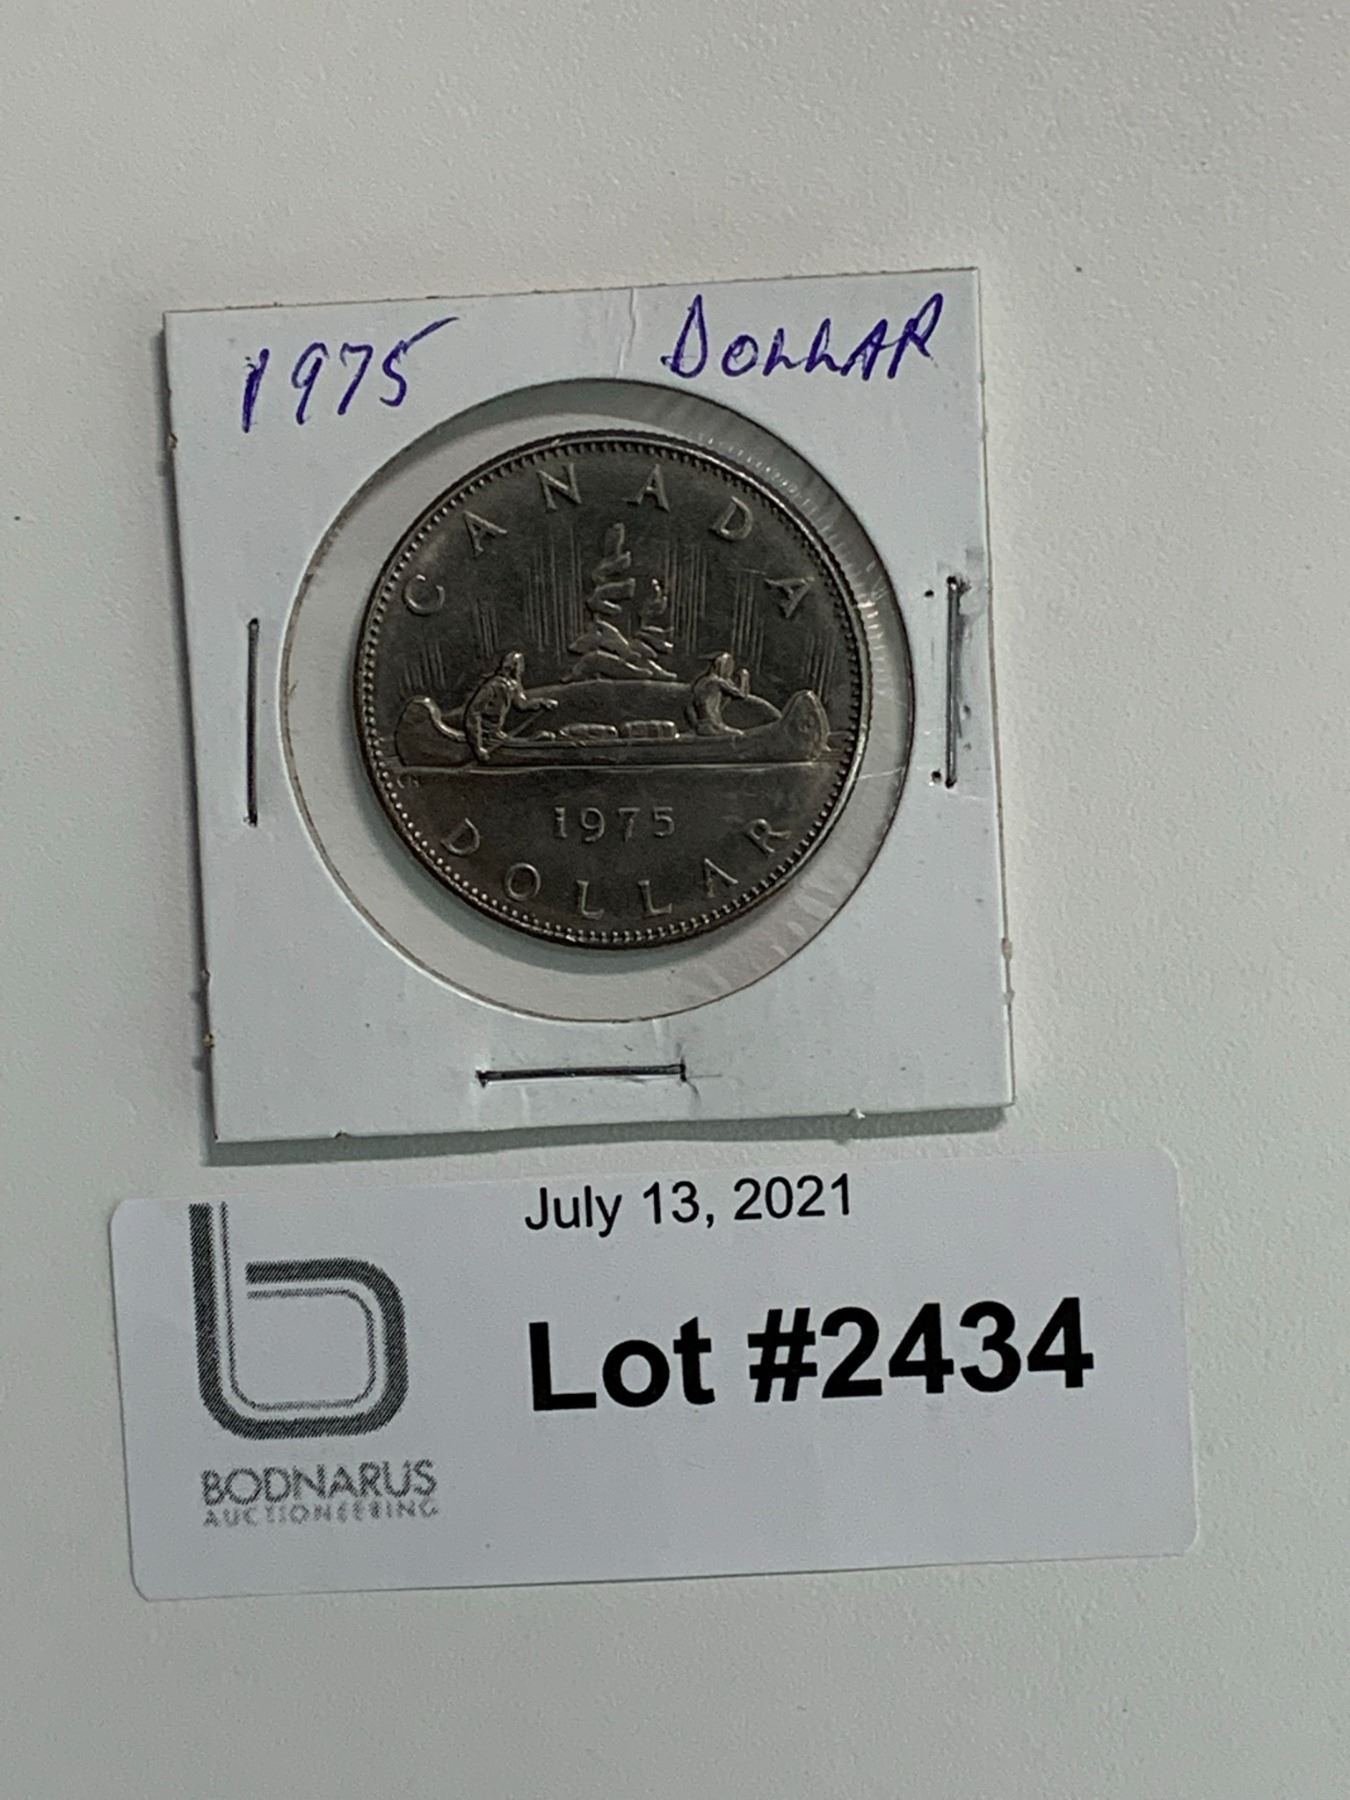 1975 DOLLAR
CANADA
1975
DOLLAR
July 13, 2021
Lot #2434
BODNARUS
AUCTIONEERING